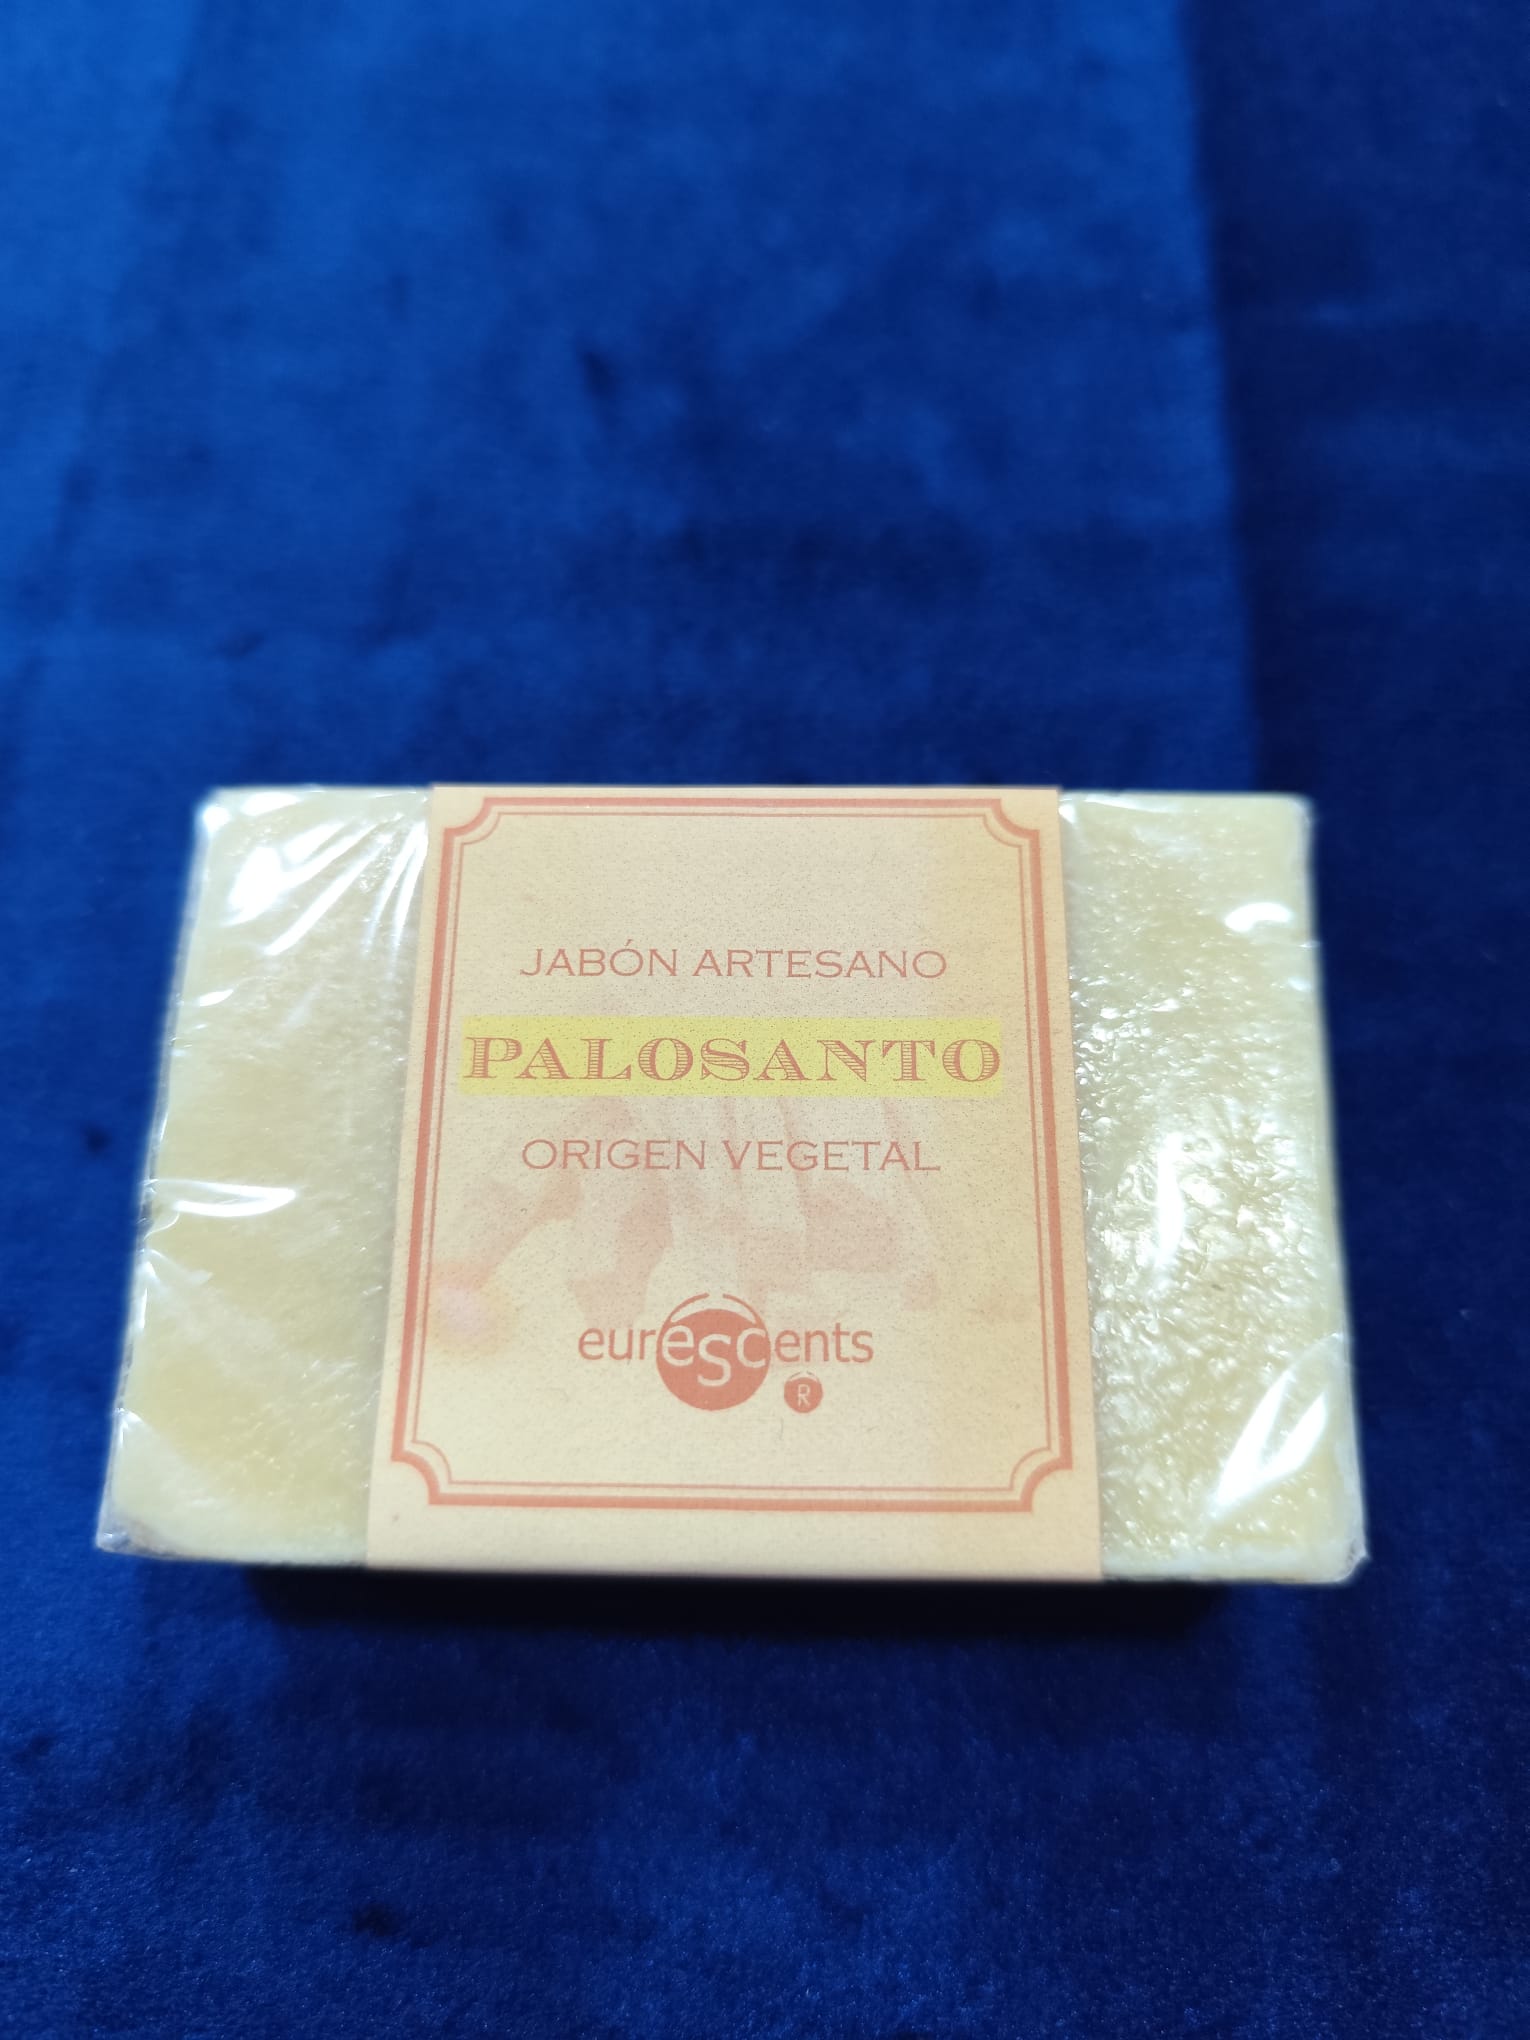 JABÓN ARTESANO
PALOSANTO
ORIGEN VEGETAL
eurescents
R